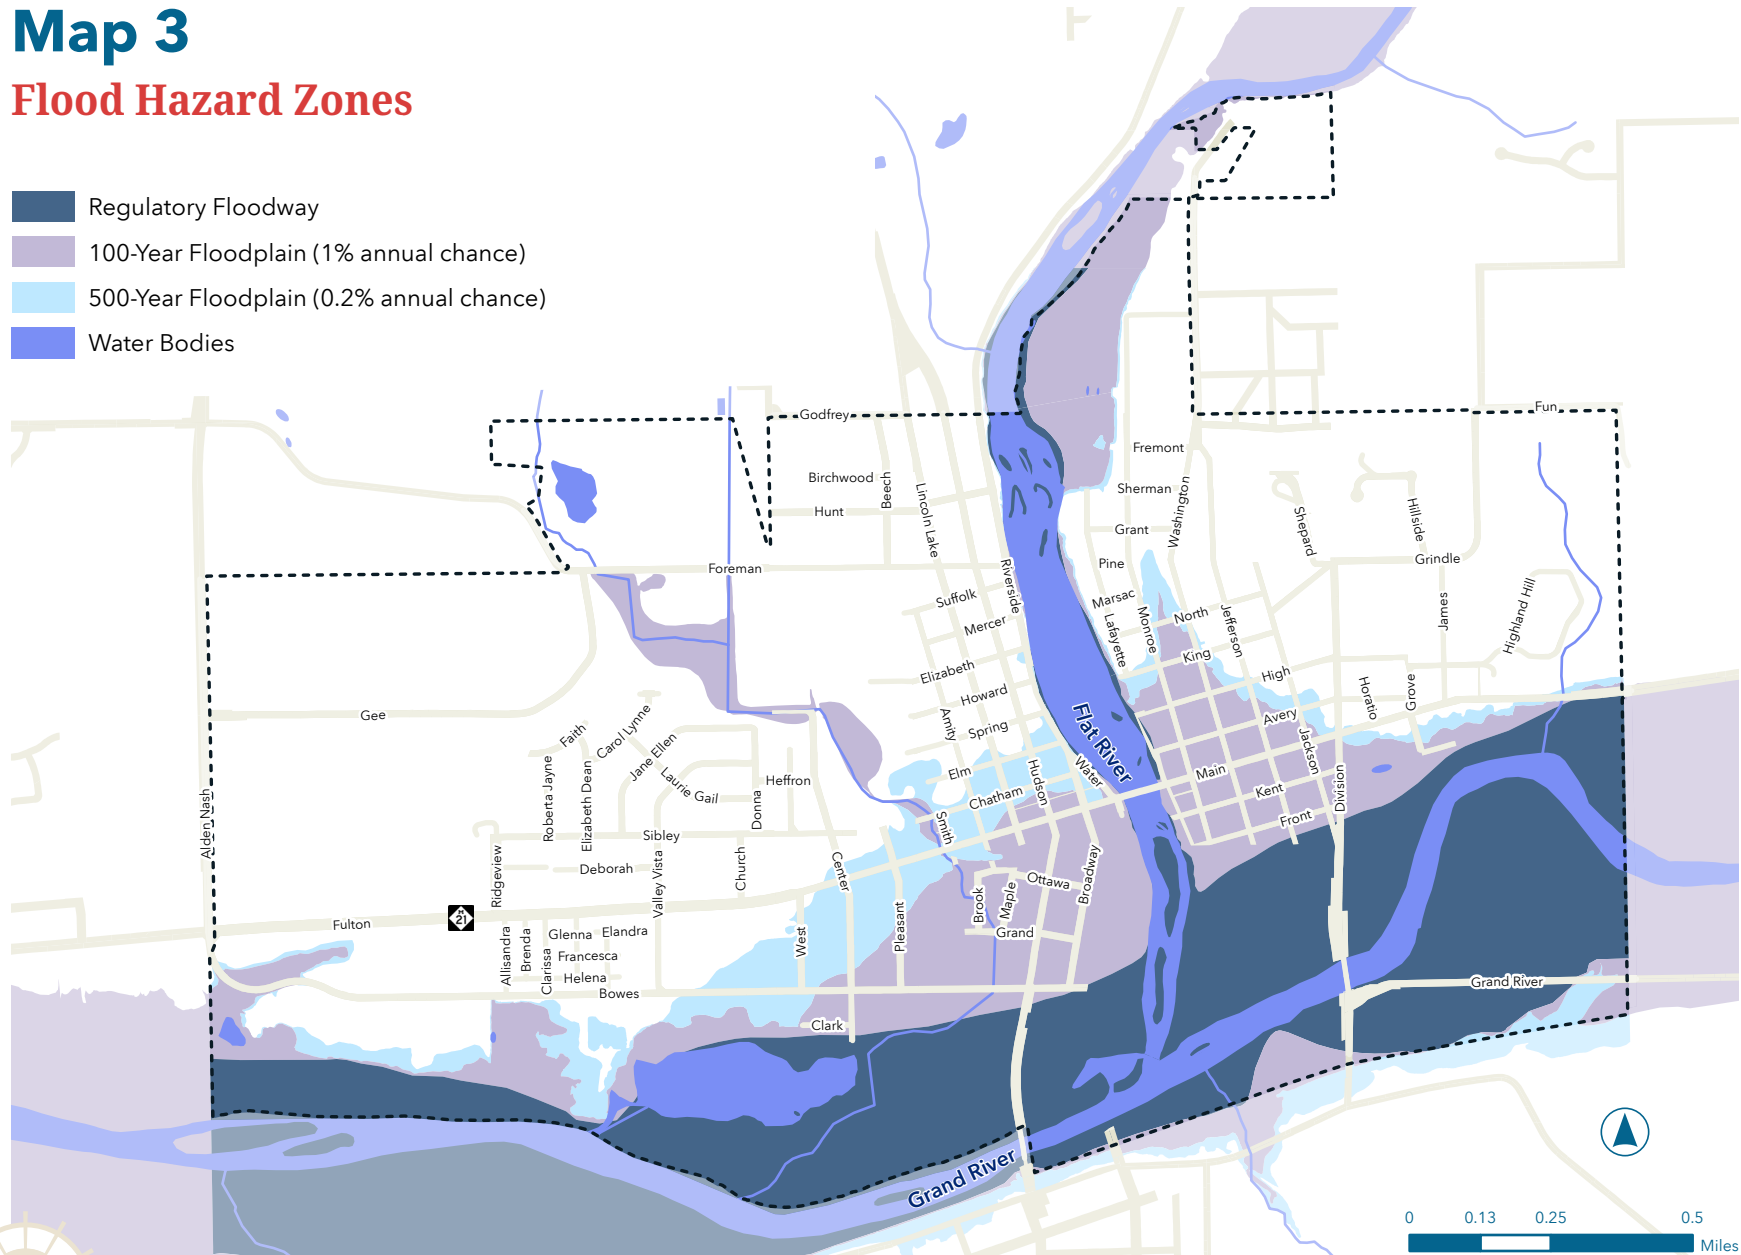 Map 3
Flood Hazard Zones
Regulatory Floodway
100-Year Floodplain (1% annual chance)
500-Year Floodplain (0.2% annual chance)
Water Bodies
Godfrey
Fun
Fremont
Birchwood
Beech
Lincoln Lake
Sherman
Washington
Hunt
Grant
Shepard
Hillside
Pine
Grindle
Foreman
Riverside
Suffolk
Marsac
Mercer
Lafayette
Monroe
North
Jefferson
James
Highland Hill
King
Elizabeth
High
Howard
Horatio
Grove
Gee
Amity
Spring
Avery
Faith
Carol Lynne
Jane Ellen
Flat River
Jackson
Roberta Jayne
Elizabeth Dean
Laurie Gail
Donna
Heffron
Elm
Hudson
Water
Main
Division
Chatham
Kent
Alden Nash
Sibley
Smith
Front
Ridgeview
Deborah
Valley Vista
Church
Center
Ottawa
Broadway
Brook
Maple
M
21
Fulton
Pleasant
Grand
Allisandra
Brenda
Clarissa
Glenna
Elandra
West
Francesca
Helena
Bowes
Grand River
Clark
Grand River
0
0.13
0.25
0.5
Miles